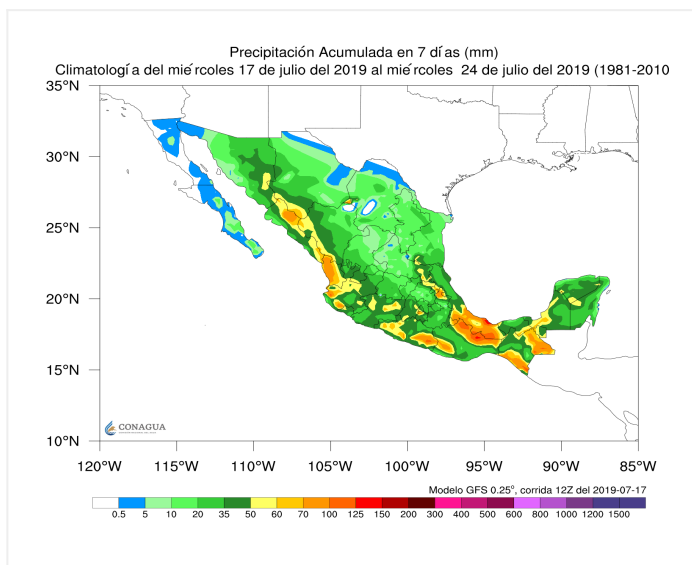 Precipitación Acumulada en 7 días (mm)
Climatología del miércoles 17 de julio del 2019 al miércoles 24 de julio del 2019 (1981-2010
35°N
30°N
25°N
20°N
15°N
10°N
CONAGUA
120°W 115°W 110°W 105°W 100°W 95°W 90°W 85°W
Modelo GFS 0.25°, corrida 12Z del 2019-07-17
0.5 5 10 20 35 50 60 70 100 125 150 200 300 400 500 600 800 1000 1200 1500